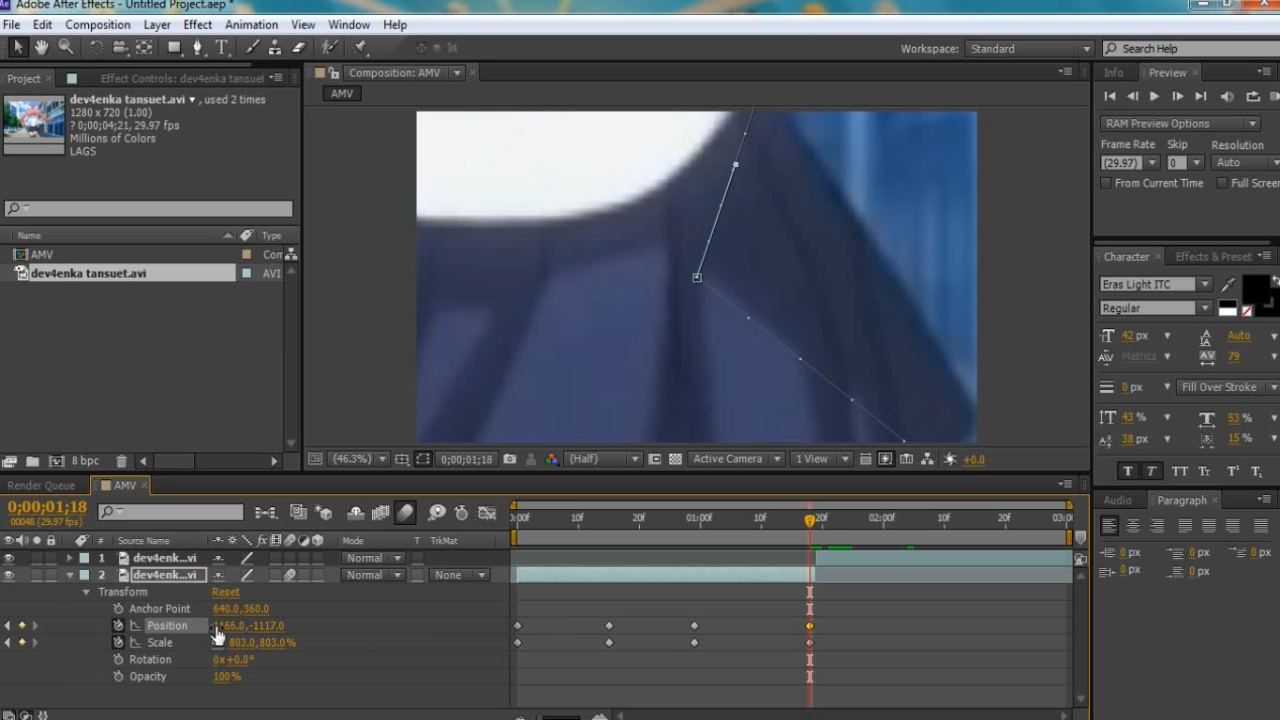 Adobe After Effects - Untitled Project.aep *
File Edit Composition Layer Effect Animation View Window Help
Workspace: Standard Search Help
Project × Effect Controls: dev4enka tansuet
Composition: AMV
Info Preview ×
dev4enka tansuet.avi ▼ , used 2 times
1280 x 720 (1.00)
? 0;00;04;21, 29.97 fps
Millions of Colors
LAGS
AMV
RAM Preview Options
Frame Rate Skip Resolution
(29.97) 0 Auto
From Current Time Full Screen
Name Type
AMV
dev4enka tansuet.avi AVI
Character × Effects & Preset
Eras Light ITC
Regular
42 px Auto
Metrics 79
0 px Fill Over Stroke
43 % 53 %
38 px 15 %
T T TT Tr T¹ T₁
8 bpc
(46.3%) 0;00;01;18 (Half) Active Camera 1 View +0.0
Render Queue AMV ×
Audio Paragraph ×
0;00;01;18
00048 (29.97 fps)
0:00f 10f 20f 01:00f 10f 20f 02:00f 10f 20f 03:0
# Source Name Mode T TrkMat
1 dev4enk...vi Normal
2 dev4enk...vi Normal None
Transform Reset
Anchor Point 640.0,360.0
Position 1166.0,-1117.0
Scale 803.0,803.0%
Rotation 0x+0.0°
Opacity 100%
0 px 0 px 0 px
0 px 0 px